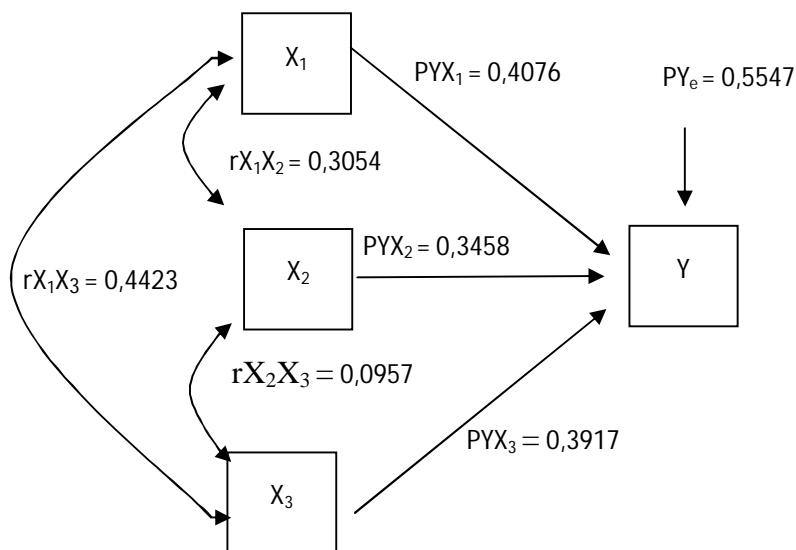 X₁
PYX₁ = 0,4076
PYₑ = 0,5547
rX₁X₂ = 0,3054
PYX₂ = 0,3458
X₂
Y
rX₁X₃ = 0,4423
rX₂X₃ = 0,0957
PYX₃ = 0,3917
X₃